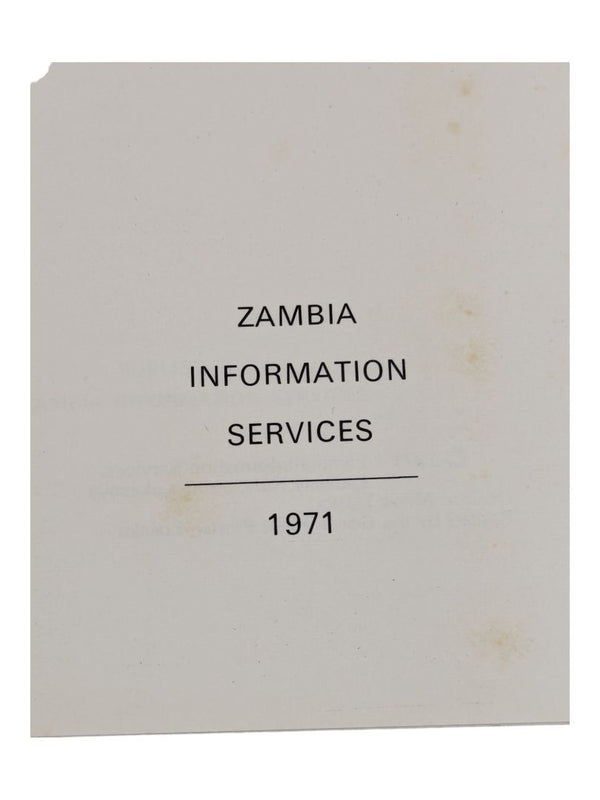 ZAMBIA
INFORMATION
SERVICES
1971